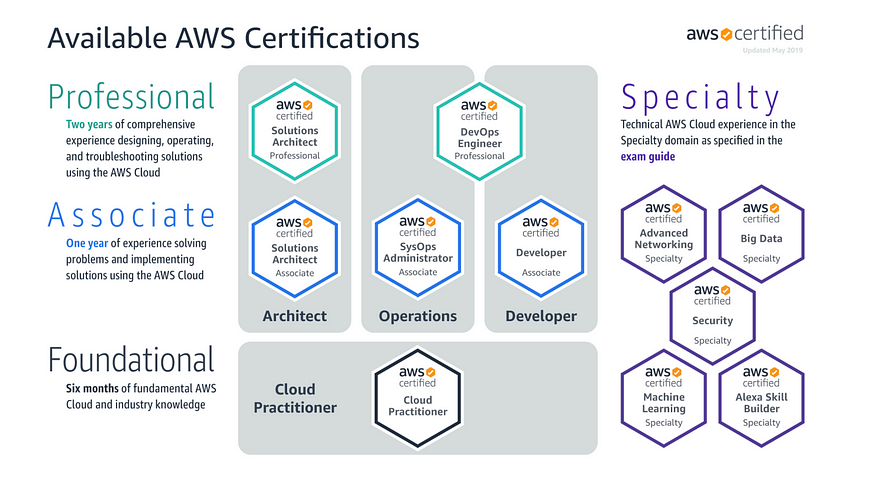 Available AWS Certifications
aws certified
Updated May 2019
Professional
Two years of comprehensive
experience designing, operating,
and troubleshooting solutions
using the AWS Cloud
aws
certified
Solutions
Architect
Professional
aws
certified
DevOps
Engineer
Professional
Associate
One year of experience solving
problems and implementing
solutions using the AWS Cloud
aws
certified
Solutions
Architect
Associate
aws
certified
SysOps
Administrator
Associate
aws
certified
Developer
Associate
Architect
Operations
Developer
Foundational
Six months of fundamental AWS
Cloud and industry knowledge
Cloud
Practitioner
aws
certified
Cloud
Practitioner
Specialty
Technical AWS Cloud experience in the
Specialty domain as specified in the
exam guide
aws
certified
Advanced
Networking
Specialty
aws
certified
Big Data
Specialty
aws
certified
Security
Specialty
aws
certified
Machine
Learning
Specialty
aws
certified
Alexa Skill
Builder
Specialty